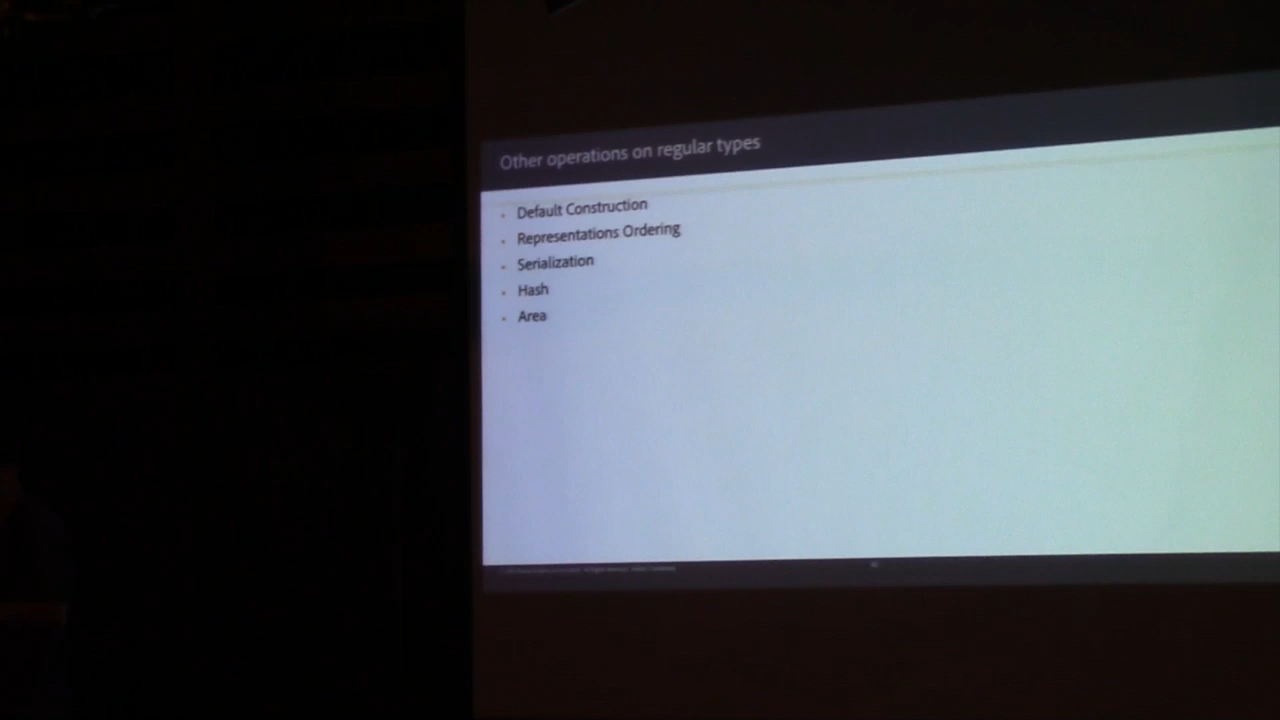 Other operations on regular types
Default Construction
Representations Ordering
Serialization
Hash
Area